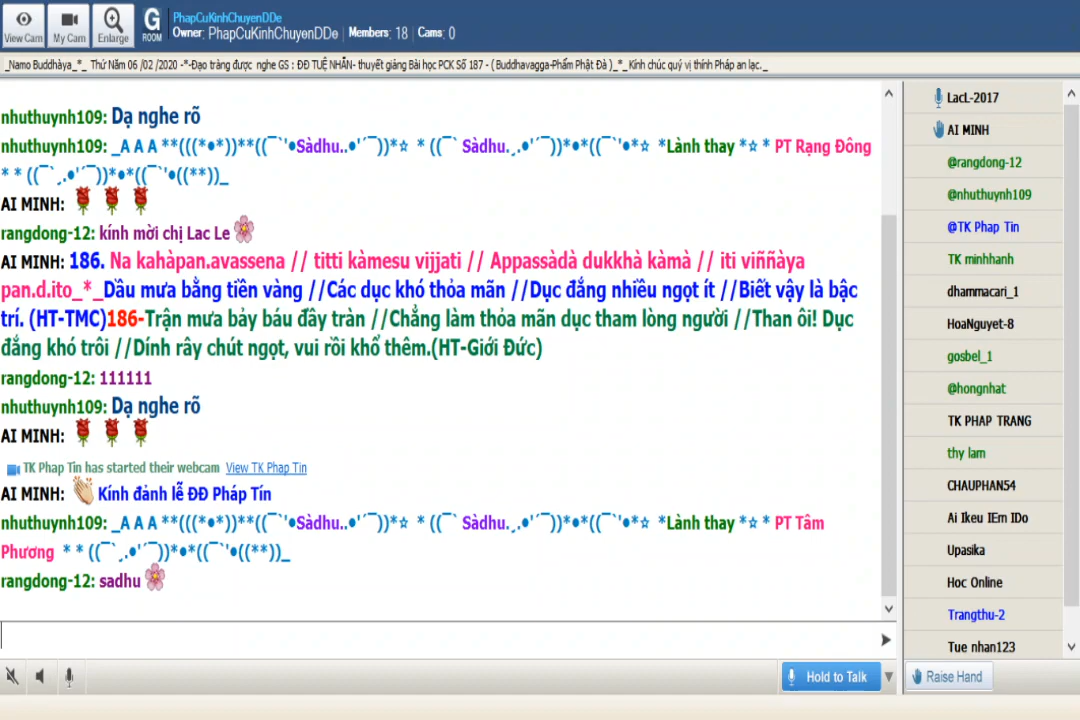 View Cam
My Cam
Enlarge
G
ROOM
PhapCuKinhChuyenDDe
Owner: PhapCuKinhChuyenDDe Members: 18 Cams: 0
_Namo Buddhàya_*_ Thứ Năm 06 /02 /2020 -*-Đạo tràng được nghe GS : ĐĐ TUỆ NHẪN- thuyết giảng Bài học PCK Số 187 - ( Buddhavagga-Phẩm Phật Đà )_*_Kính chúc quý vị thính Pháp an lạc._
nhuthuynh109: Dạ nghe rõ
nhuthuynh109: _A A A **(((*•*))**((¯`'•Sàdhu..•'´¯))*☆ * ((¯` Sàdhu.¸.•'´¯))*•*((¯`'•*☆ *Lành thay *☆ * PT Rạng Đông
* * ((¯`¸.•'´¯))*•*((¯`'•((**))_
AI MINH:
rangdong-12: kính mời chị Lac Le
AI MINH: 186. Na kahàpan.avassena // titti kàmesu vijjati // Appassàdà dukkhà kàmà // iti viññàya
pan.d.ito_*_Dầu mưa bằng tiền vàng //Các dục khó thỏa mãn //Dục đắng nhiều ngọt ít //Biết vậy là bậc
trí. (HT-TMC)186-Trận mưa bảy báu đầy tràn //Chẳng làm thỏa mãn dục tham lòng người //Than ôi! Dục
đắng khó trôi //Dính rây chút ngọt, vui rồi khổ thêm.(HT-Giới Đức)
rangdong-12: 111111
nhuthuynh109: Dạ nghe rõ
AI MINH:
TK Phap Tin has started their webcam View TK Phap Tin
AI MINH: Kính đảnh lễ ĐĐ Pháp Tín
nhuthuynh109: _A A A **(((*•*))**((¯`'•Sàdhu..•'´¯))*☆ * ((¯` Sàdhu.¸.•'´¯))*•*((¯`'•*☆ *Lành thay *☆ * PT Tâm
Phương * * ((¯`¸.•'´¯))*•*((¯`'•((**))_
rangdong-12: sadhu
Hold to Talk
LacL-2017
AI MINH
@rangdong-12
@nhuthuynh109
@TK Phap Tin
TK minhhanh
dhammacari_1
HoaNguyet-8
gosbel_1
@hongnhat
TK PHAP TRANG
thy lam
CHAUPHAN54
Ai Ikeu IEm IDo
Upasika
Hoc Online
Trangthu-2
Tue nhan123
Raise Hand